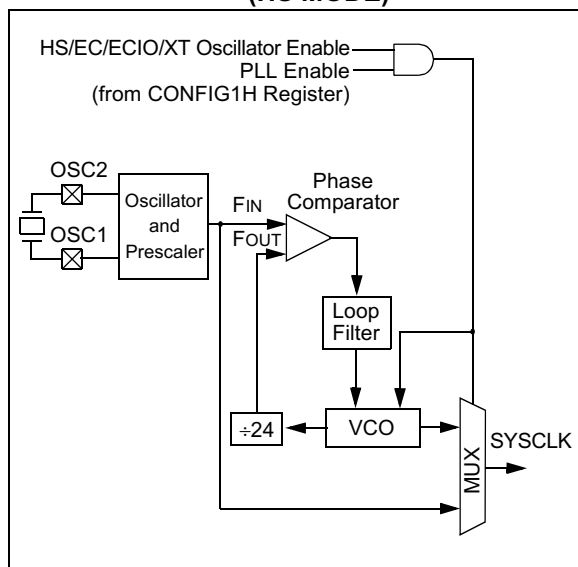 (HS MODE)
HS/EC/ECIO/XT Oscillator Enable
PLL Enable
(from CONFIG1H Register)
OSC2
OSC1
Oscillator
and
Prescaler
FIN
FOUT
Phase
Comparator
Loop
Filter
÷24
VCO
MUX
SYSCLK